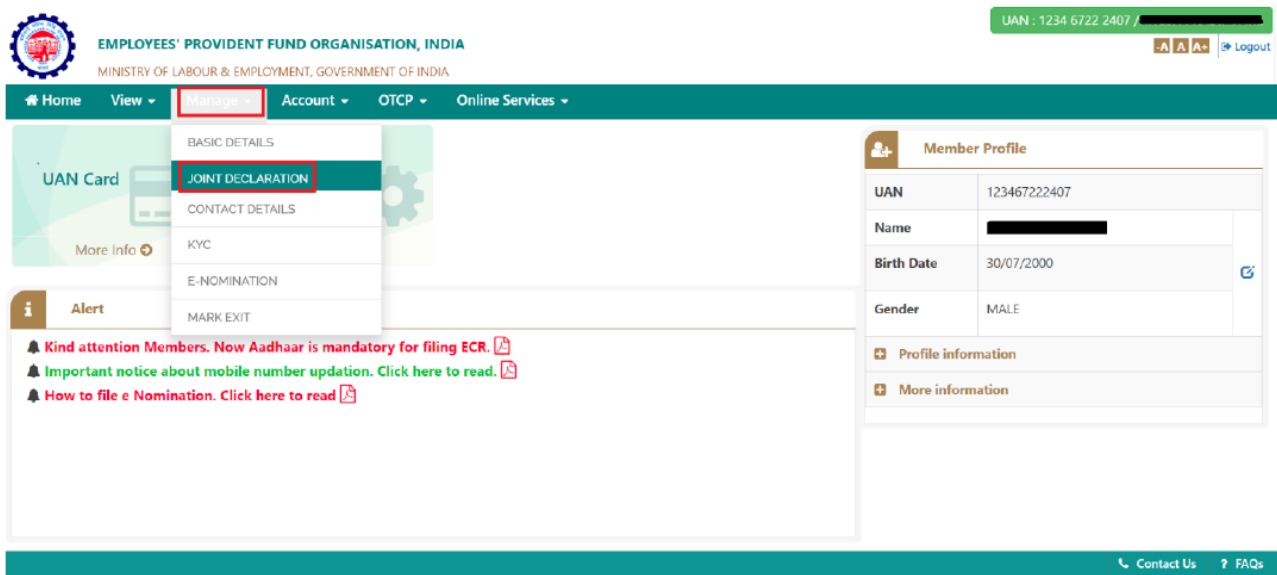 UAN : 1234 6722 2407 /
EMPLOYEES' PROVIDENT FUND ORGANISATION, INDIA
MINISTRY OF LABOUR & EMPLOYMENT, GOVERNMENT OF INDIA
-A A A+ Logout
Home View Manage Account OTCP Online Services
BASIC DETAILS
JOINT DECLARATION
CONTACT DETAILS
KYC
E-NOMINATION
MARK EXIT
UAN Card
More Info
Member Profile
UAN 123467222407
Name
Birth Date 30/07/2000
Gender MALE
Profile information
More information
Alert
Kind attention Members. Now Aadhaar is mandatory for filing ECR.
Important notice about mobile number updation. Click here to read.
How to file e Nomination. Click here to read
Contact Us ? FAQs